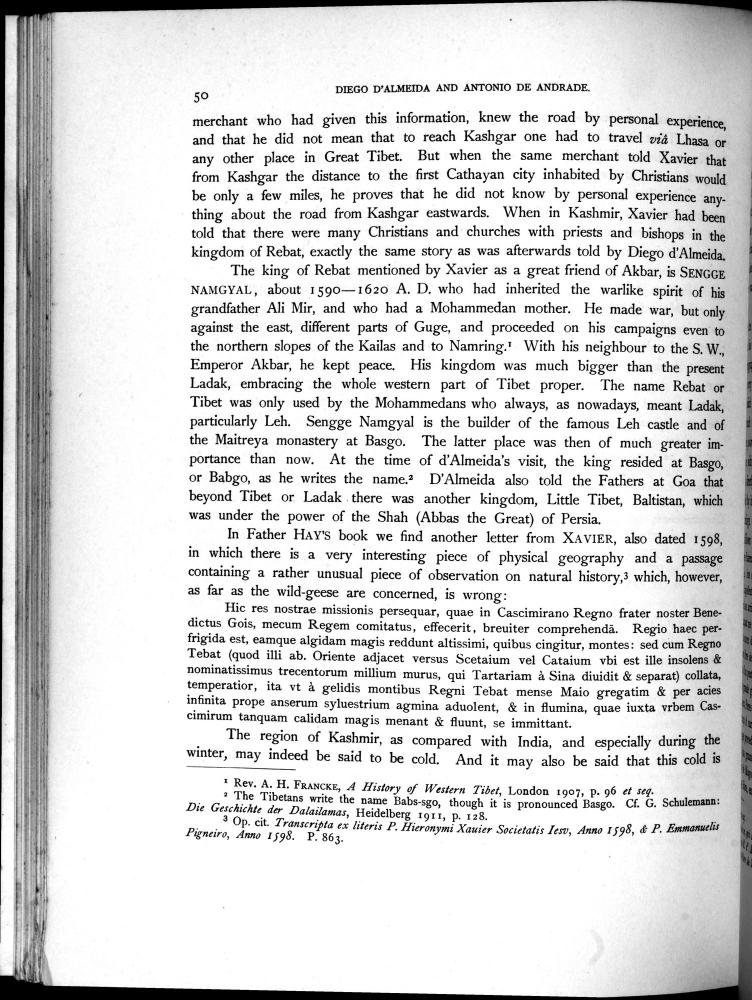 50
DIEGO D'ALMEIDA AND ANTONIO DE ANDRADE.
merchant who had given this information, knew the road by personal experience,
and that he did not mean that to reach Kashgar one had to travel viâ Lhasa or
any other place in Great Tibet. But when the same merchant told Xavier that
from Kashgar the distance to the first Cathayan city inhabited by Christians would
be only a few miles, he proves that he did not know by personal experience any-
thing about the road from Kashgar eastwards. When in Kashmir, Xavier had been
told that there were many Christians and churches with priests and bishops in the
kingdom of Rebat, exactly the same story as was afterwards told by Diego d'Almeida.
The king of Rebat mentioned by Xavier as a great friend of Akbar, is SENGGE
NAMGYAL, about 1590—1620 A. D. who had inherited the warlike spirit of his
grandfather Ali Mir, and who had a Mohammedan mother. He made war, but only
against the east, different parts of Guge, and proceeded on his campaigns even to
the northern slopes of the Kailas and to Namring.¹ With his neighbour to the S. W.,
Emperor Akbar, he kept peace. His kingdom was much bigger than the present
Ladak, embracing the whole western part of Tibet proper. The name Rebat or
Tibet was only used by the Mohammedans who always, as nowadays, meant Ladak,
particularly Leh. Sengge Namgyal is the builder of the famous Leh castle and of
the Maitreya monastery at Basgo. The latter place was then of much greater im-
portance than now. At the time of d'Almeida's visit, the king resided at Basgo,
or Babgo, as he writes the name.² D'Almeida also told the Fathers at Goa that
beyond Tibet or Ladak there was another kingdom, Little Tibet, Baltistan, which
was under the power of the Shah (Abbas the Great) of Persia.
In Father HAY'S book we find another letter from XAVIER, also dated 1598,
in which there is a very interesting piece of physical geography and a passage
containing a rather unusual piece of observation on natural history,³ which, however,
as far as the wild-geese are concerned, is wrong:
Hic res nostrae missionis persequar, quae in Cascimirano Regno frater noster Bene-
dictus Gois, mecum Regem comitatus, effecerit, breuiter comprehendā. Regio haec per-
frigida est, eamque algidam magis reddunt altissimi, quibus cingitur, montes: sed cum Regno
Tebat (quod illi ab. Oriente adjacet versus Scetaium vel Cataium vbi est ille insolens &
nominatissimus trecentorum millium murus, qui Tartariam à Sina diuidit & separat) collata,
temperatior, ita vt à gelidis montibus Regni Tebat mense Maio gregatim & per acies
infinita prope anserum syluestrium agmina aduolent, & in flumina, quae iuxta vrbem Cas-
cimirum tanquam calidam magis menant & fluunt, se immittant.
The region of Kashmir, as compared with India, and especially during the
winter, may indeed be said to be cold. And it may also be said that this cold is
¹ Rev. A. H. FRANCKE, A History of Western Tibet, London 1907, p. 96 et seq.
² The Tibetans write the name Babs-sgo, though it is pronounced Basgo. Cf. G. Schulemann:
Die Geschichte der Dalailamas, Heidelberg 1911, p. 128.
³ Op. cit. Transcripta ex literis P. Hieronymi Xauier Societatis Iesv, Anno 1598, & P. Emmanuelis
Pigneiro, Anno 1598. P. 863.